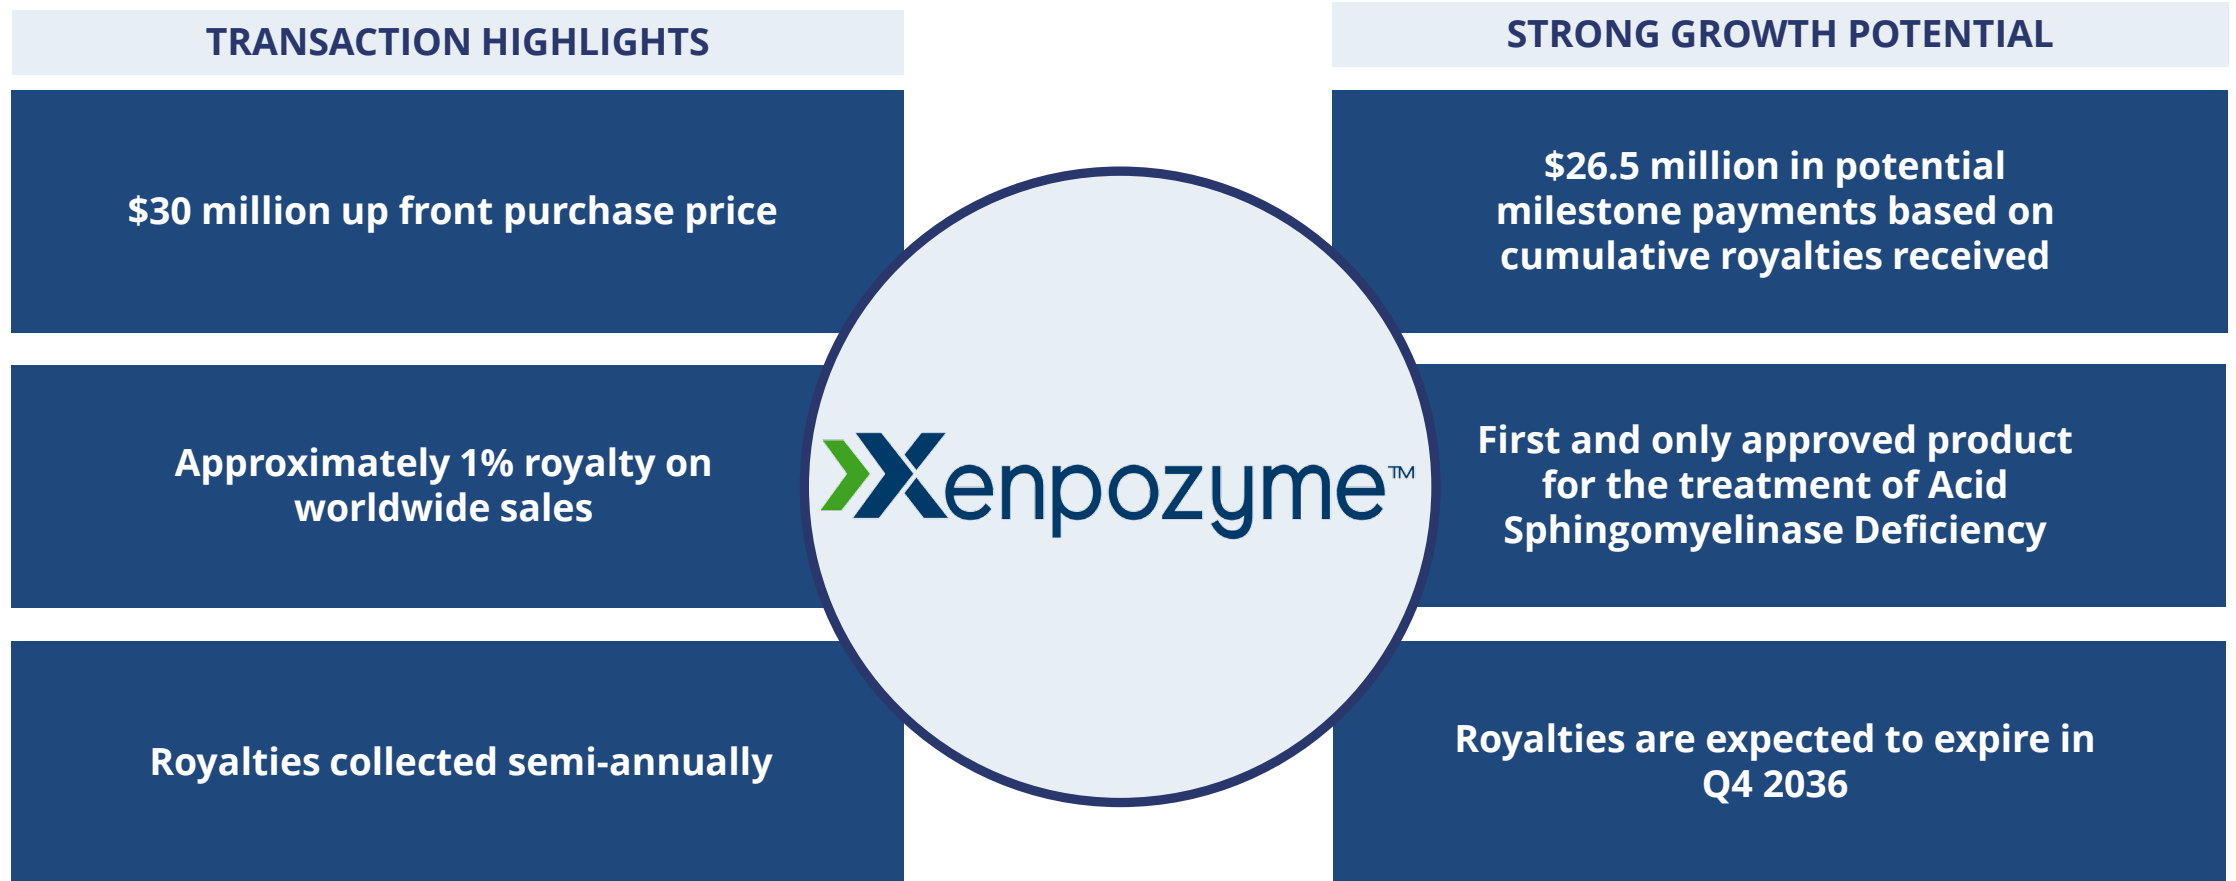 TRANSACTION HIGHLIGHTS
$30 million up front purchase price
Approximately 1% royalty on
worldwide sales
Royalties collected semi-annually
Xenpozyme™
STRONG GROWTH POTENTIAL
$26.5 million in potential
milestone payments based on
cumulative royalties received
First and only approved product
for the treatment of Acid
Sphingomyelinase Deficiency
Royalties are expected to expire in
Q4 2036